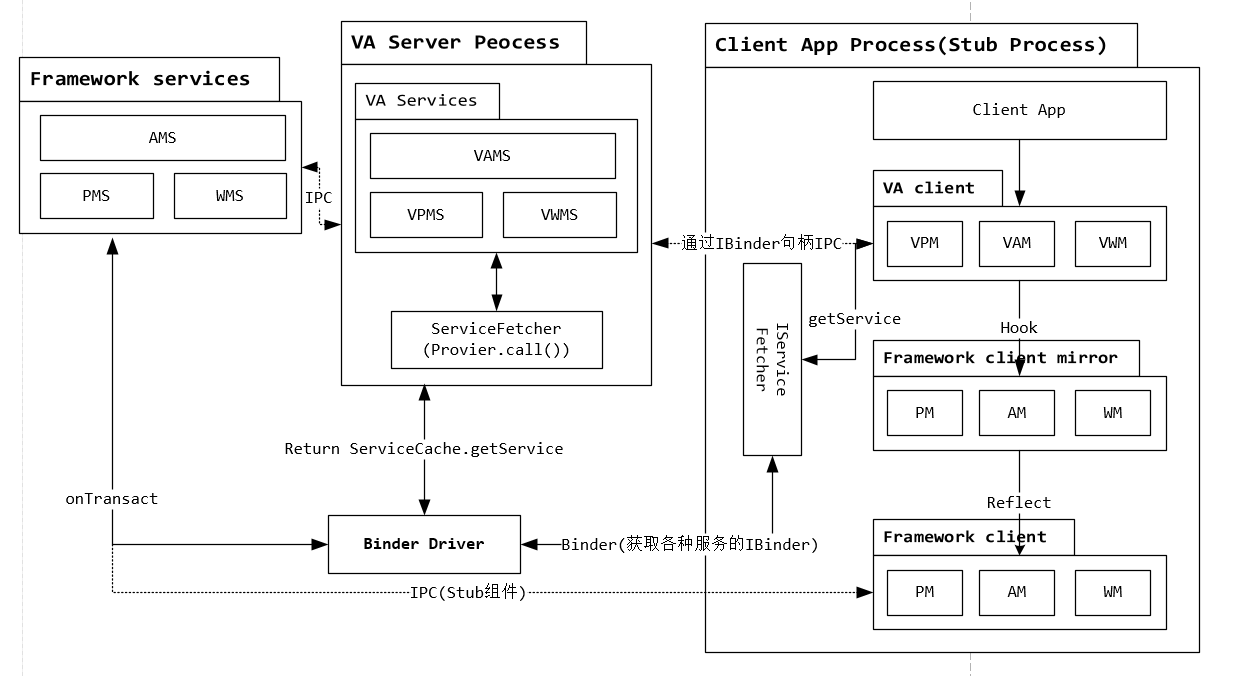 Framework services
AMS
PMS
WMS
IPC
VA Server Peocess
VA Services
VAMS
VPMS
VWMS
ServiceFetcher
(Provier.call())
Return ServiceCache.getService
onTransact
Binder Driver
Binder(获取各种服务的IBinder)
IPC(Stub组件)
通过IBinder句柄IPC
Client App Process(Stub Process)
Client App
VA client
VPM
VAM
VWM
getService
IService
Fetcher
Hook
Framework client mirror
PM
AM
WM
Reflect
Framework client
PM
AM
WM